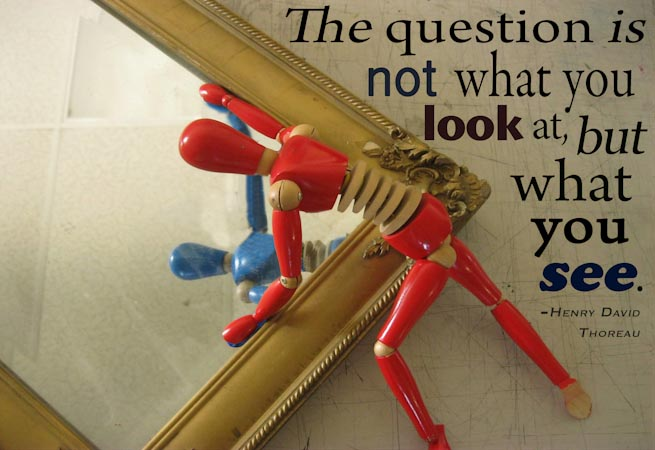 The question is
not what you
look at, but
what
you
see.
-Henry David
Thoreau